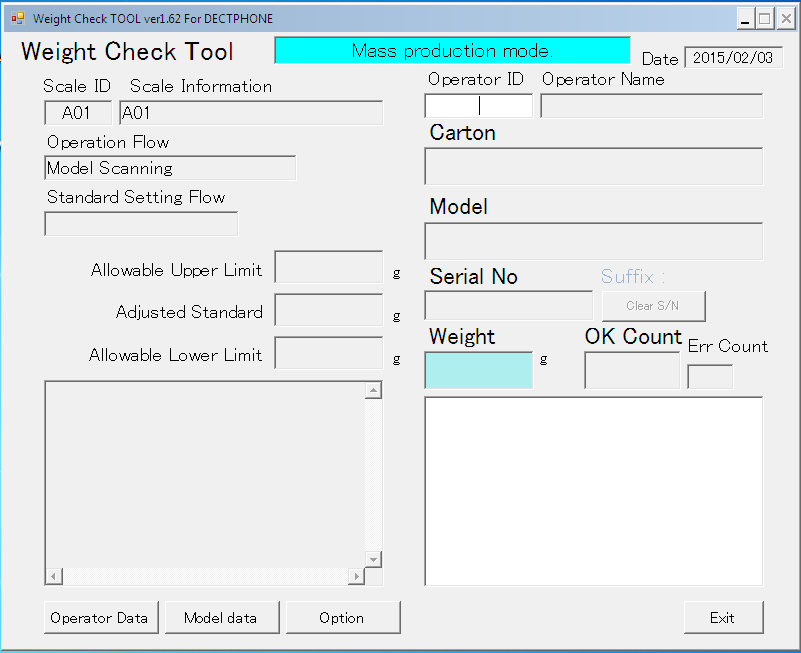 Weight Check TOOL ver1.62 For DECTPHONE
Weight Check Tool
Mass production mode.
Date 2015/02/03
Scale ID Scale Information
A01 A01
Operation Flow
Model Scanning
Standard Setting Flow
Allowable Upper Limit g
Adjusted Standard g
Allowable Lower Limit g
Operator ID Operator Name
Carton
Model
Serial No Suffix :
Clear S/N
Weight OK Count Err Count
g
Operator Data Model data Option Exit